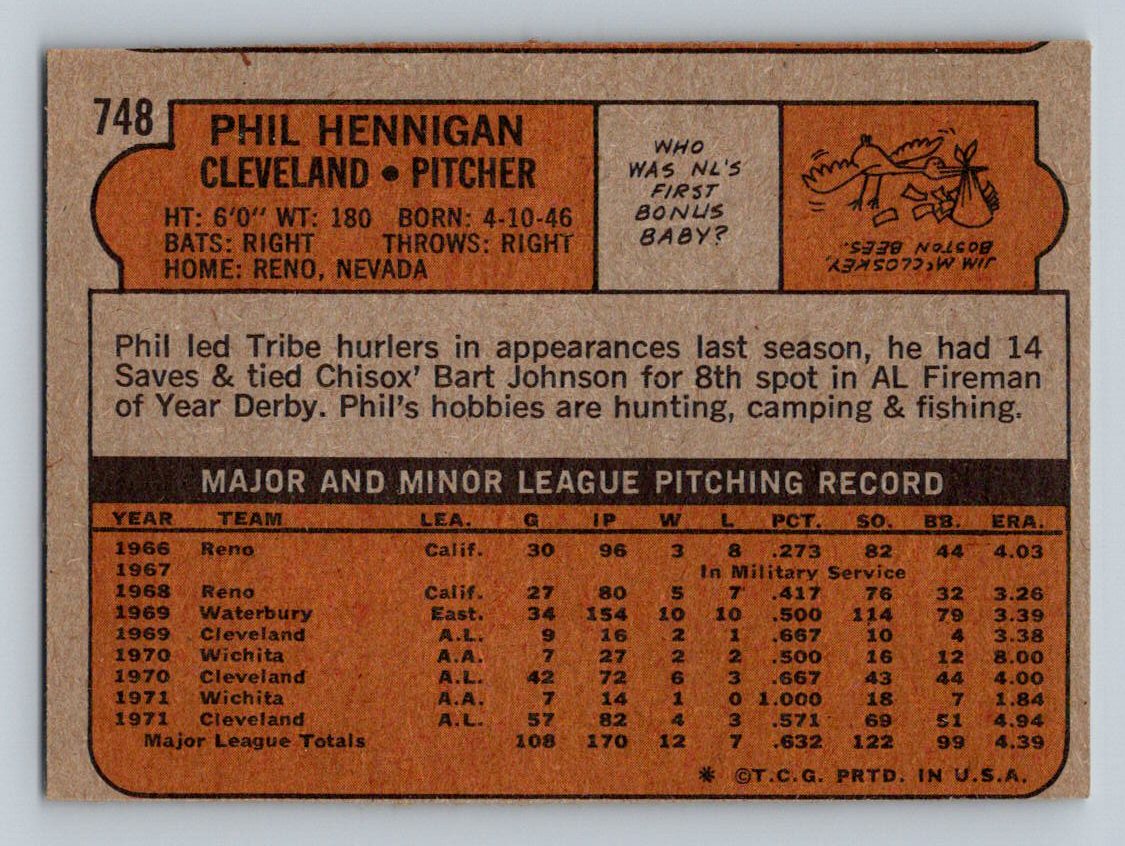 748
PHIL HENNIGAN
CLEVELAND • PITCHER
HT: 6'0" WT: 180 BORN: 4-10-46
BATS: RIGHT THROWS: RIGHT
HOME: RENO, NEVADA
WHO
WAS NL'S
FIRST
BONUS
BABY?
JIM McCLOSKEY,
BOSTON BEES.
Phil led Tribe hurlers in appearances last season, he had 14
Saves & tied Chisox' Bart Johnson for 8th spot in AL Fireman
of Year Derby. Phil's hobbies are hunting, camping & fishing.
MAJOR AND MINOR LEAGUE PITCHING RECORD
YEAR TEAM LEA. G IP W L PCT. SO. BB. ERA.
1966 Reno Calif. 30 96 3 8 .273 82 44 4.03
1967 In Military Service
1968 Reno Calif. 27 80 5 7 .417 76 32 3.26
1969 Waterbury East. 34 154 10 10 .500 114 79 3.39
1969 Cleveland A.L. 9 16 2 1 .667 10 4 3.38
1970 Wichita A.A. 7 27 2 2 .500 16 12 8.00
1970 Cleveland A.L. 42 72 6 3 .667 43 44 4.00
1971 Wichita A.A. 7 14 1 0 1.000 18 7 1.84
1971 Cleveland A.L. 57 82 4 3 .571 69 51 4.94
Major League Totals 108 170 12 7 .632 122 99 4.39
* ©T.C.G. PRTD. IN U.S.A.